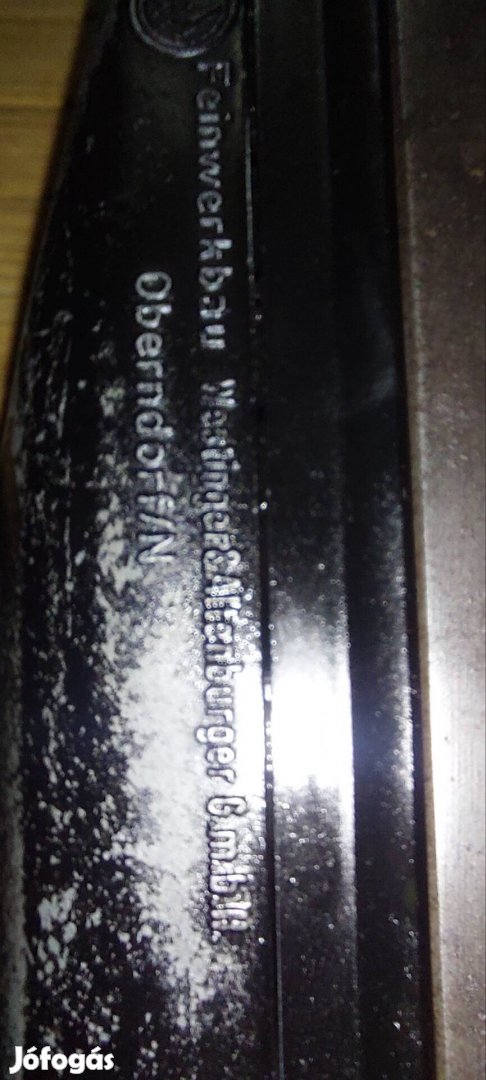 Feinwerkbau Westinger & Altenburger G.m.b.H.
Oberndorf/N
Jófogás